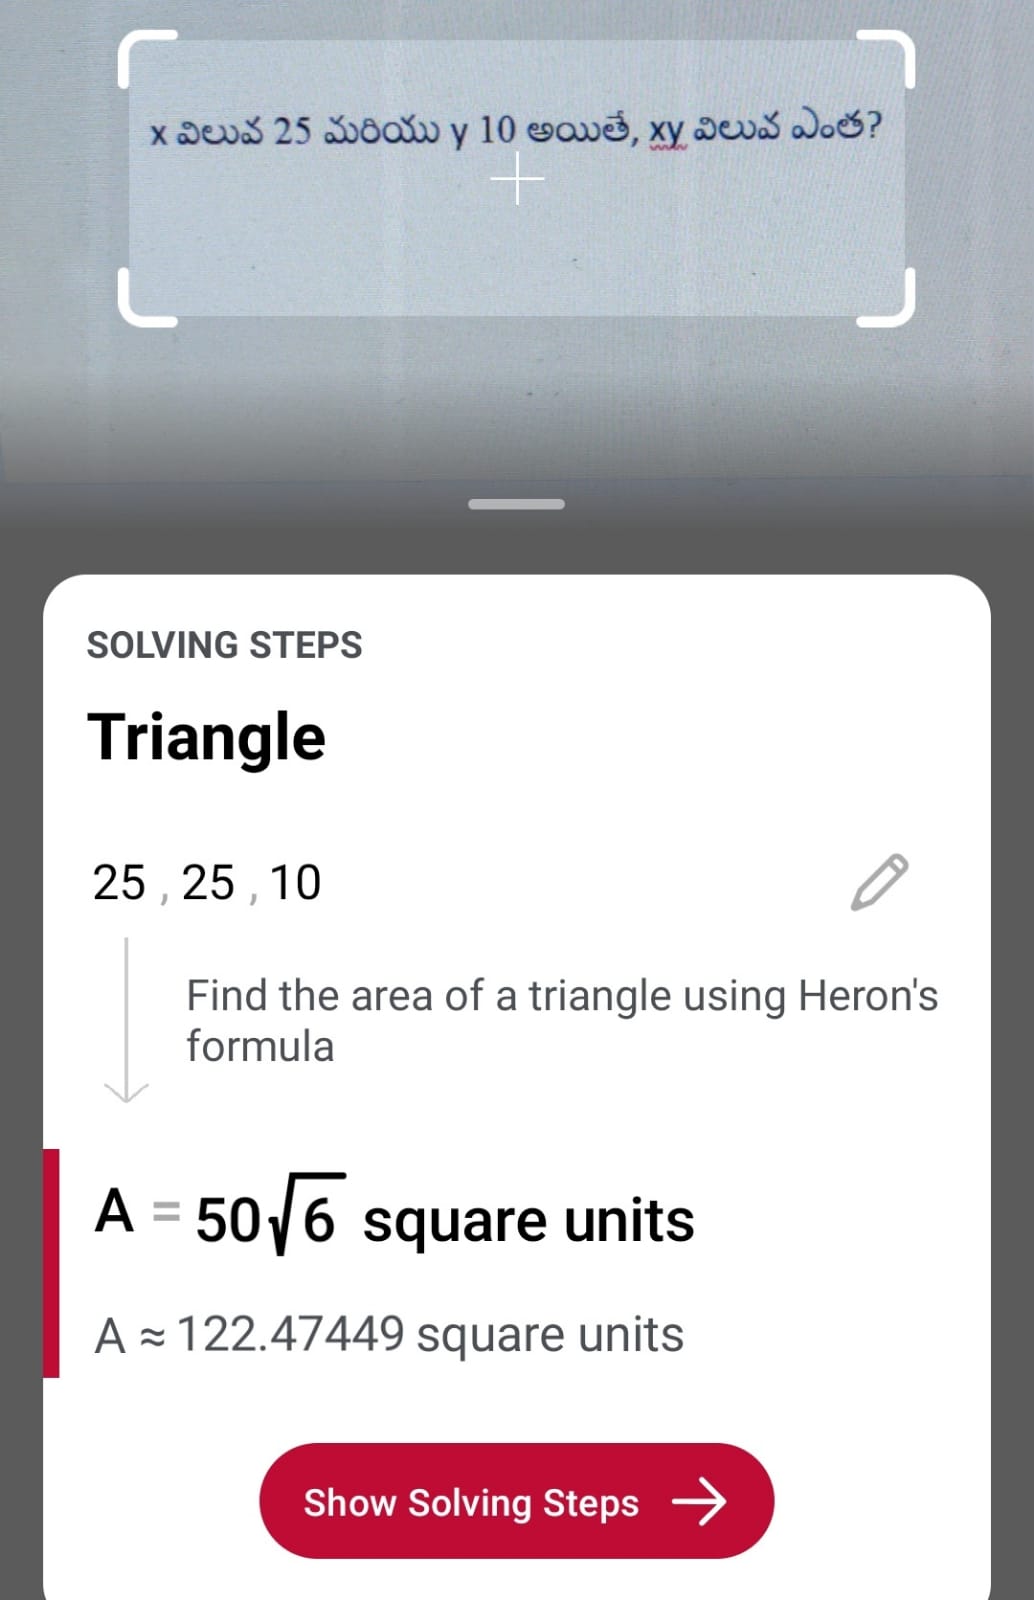 x విలువ 25 మరియు y 10 అయితే, xy విలువ ఎంత?
SOLVING STEPS
Triangle
25 , 25 , 10
Find the area of a triangle using Heron's
formula
A = 50√6 square units
A ≈ 122.47449 square units
Show Solving Steps →